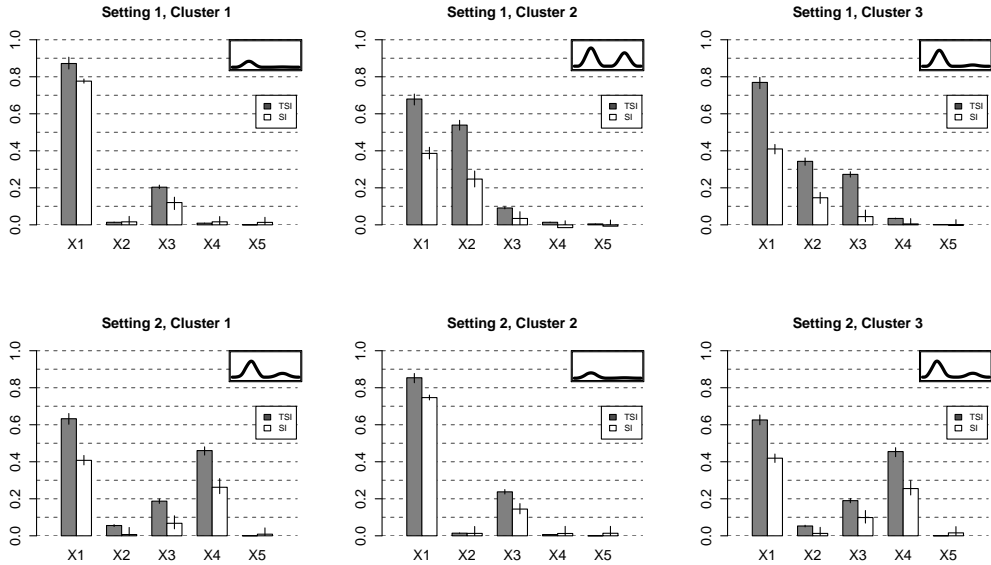 Setting 1, Cluster 1
1.0
0.8
0.6
0.4
0.2
0.0
TSI
SI
X1 X2 X3 X4 X5
Setting 1, Cluster 2
1.0
0.8
0.6
0.4
0.2
0.0
TSI
SI
X1 X2 X3 X4 X5
Setting 1, Cluster 3
1.0
0.8
0.6
0.4
0.2
0.0
TSI
SI
X1 X2 X3 X4 X5
Setting 2, Cluster 1
1.0
0.8
0.6
0.4
0.2
0.0
TSI
SI
X1 X2 X3 X4 X5
Setting 2, Cluster 2
1.0
0.8
0.6
0.4
0.2
0.0
TSI
SI
X1 X2 X3 X4 X5
Setting 2, Cluster 3
1.0
0.8
0.6
0.4
0.2
0.0
TSI
SI
X1 X2 X3 X4 X5